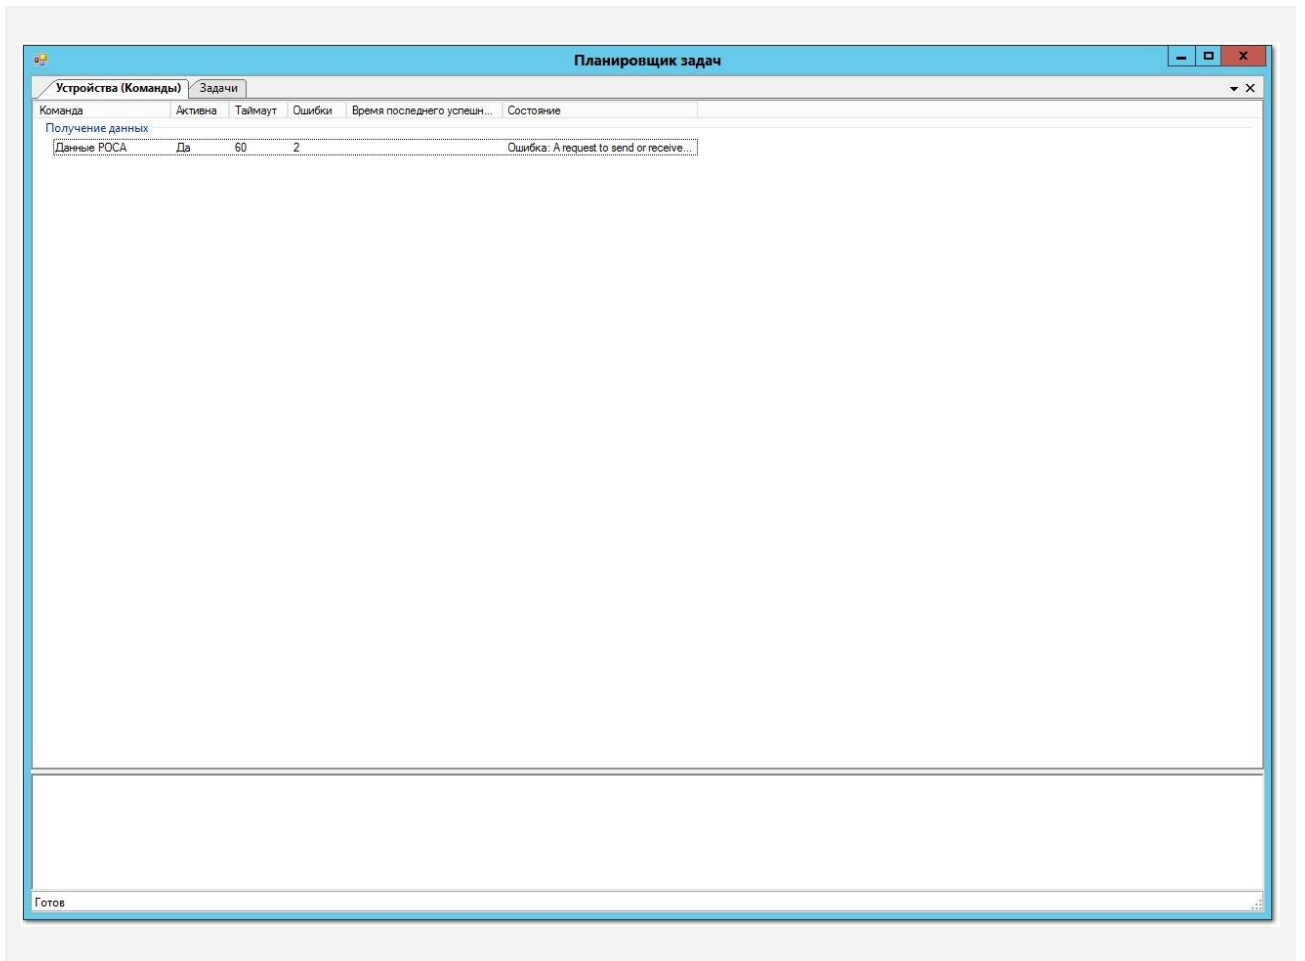 Планировщик задач
Устройства (Команды) Задачи
Команда Активна Таймаут Ошибки Время последнего успешн... Состояние
Получение данных
Данные РОСА Да 60 2 Ошибка: A request to send or receive...
Готов